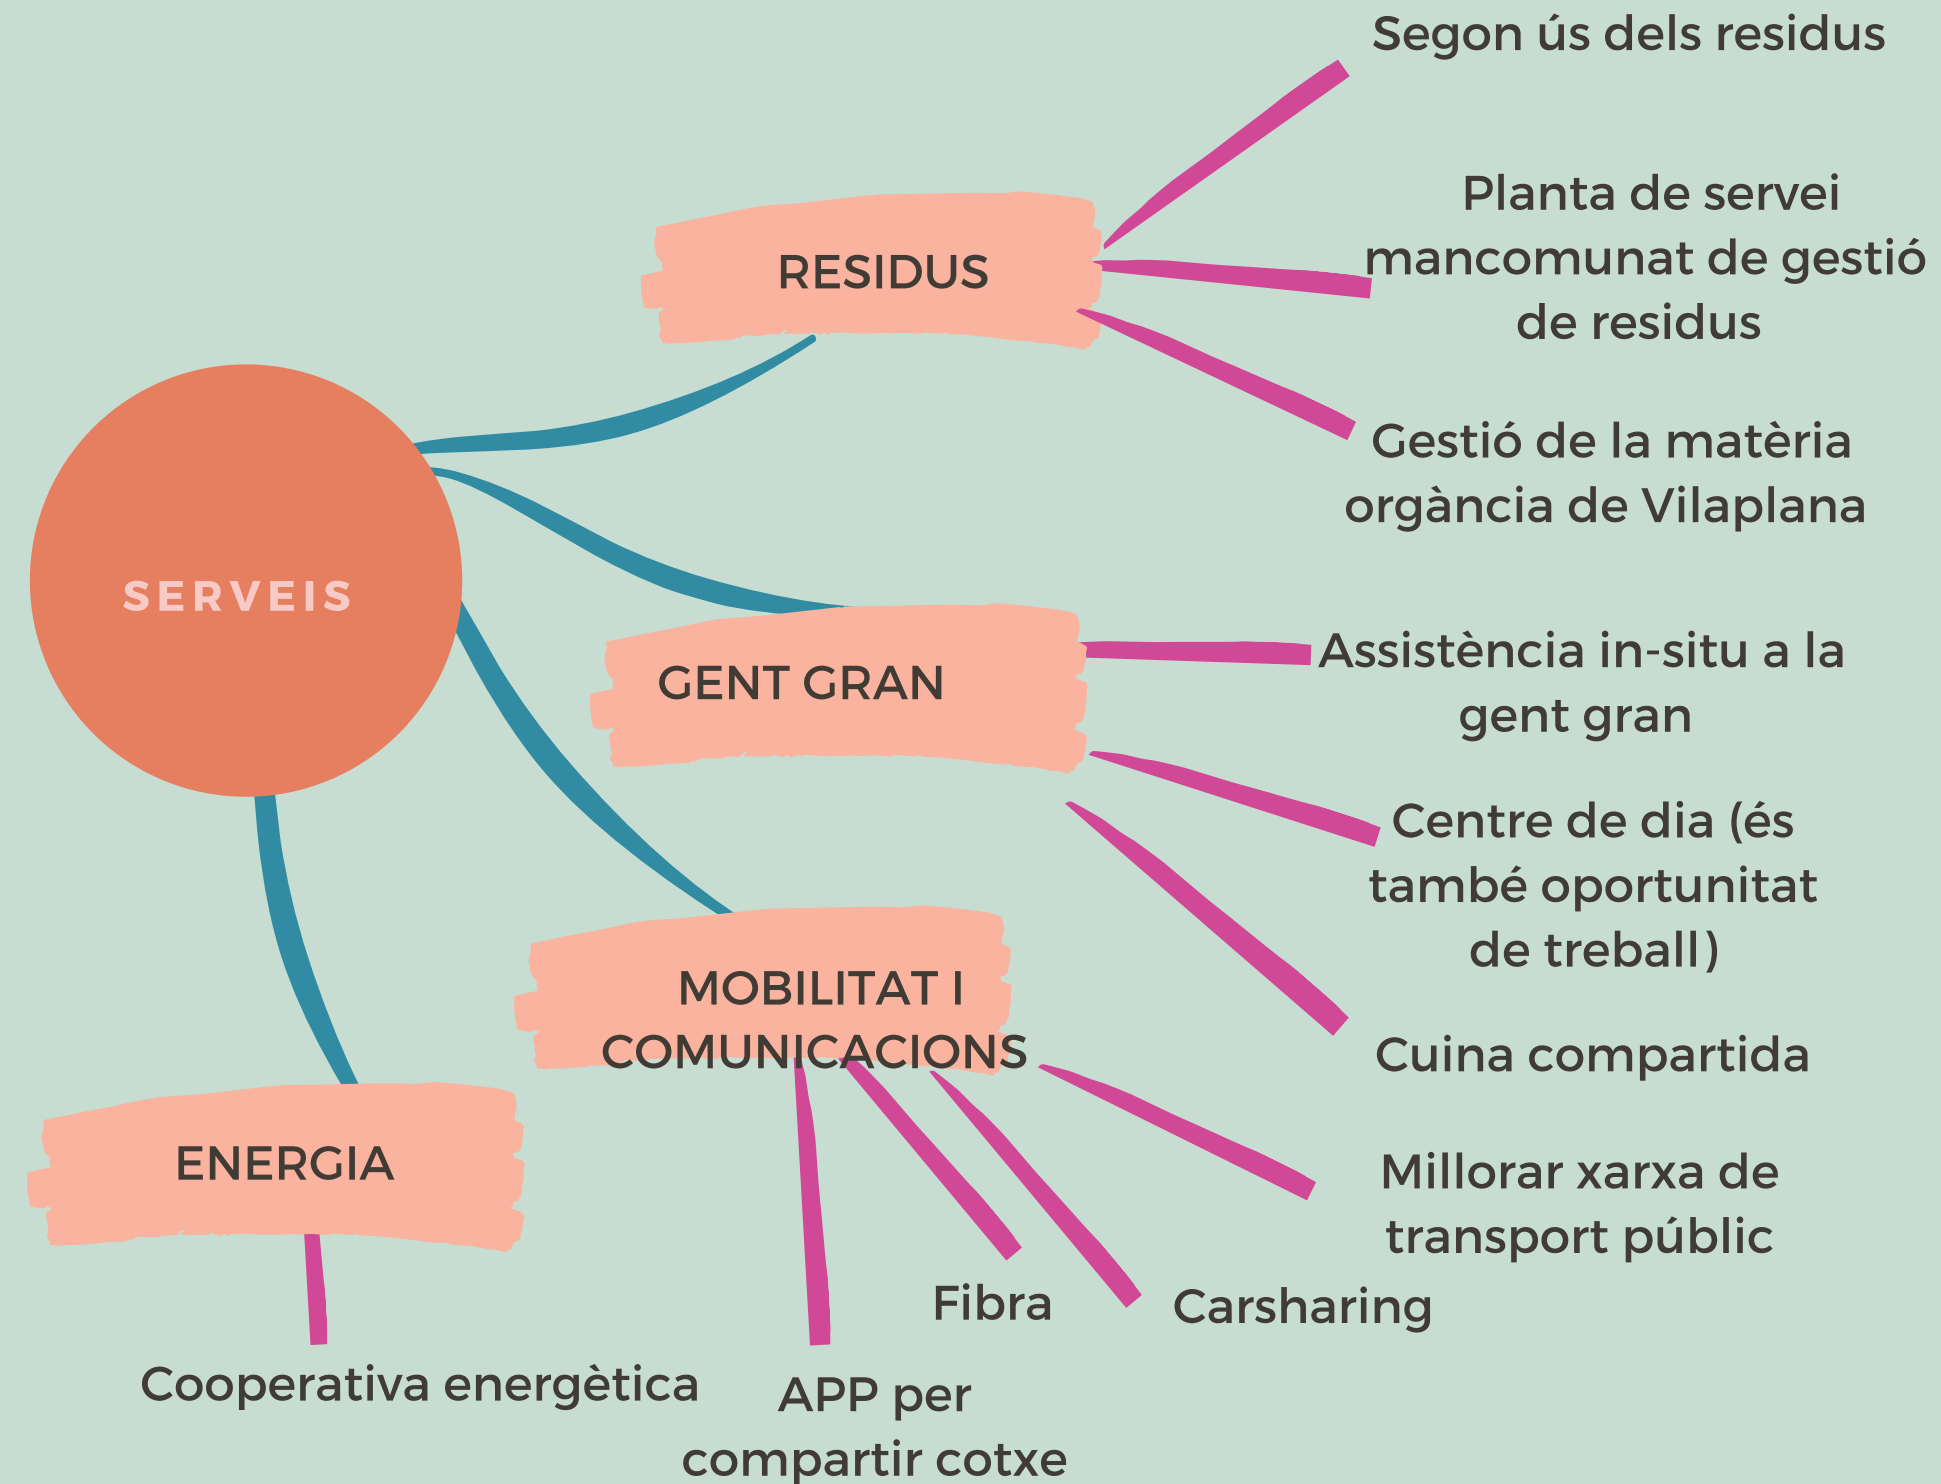 SERVEIS
RESIDUS
Segon ús dels residus
Planta de servei
mancomunat de gestió
de residus
Gestió de la matèria
orgància de Vilaplana
GENT GRAN
Assistència in-situ a la
gent gran
Centre de dia (és
també oportunitat
de treball)
Cuina compartida
MOBILITAT I
COMUNICACIONS
Millorar xarxa de
transport públic
Carsharing
Fibra
APP per
compartir cotxe
ENERGIA
Cooperativa energètica